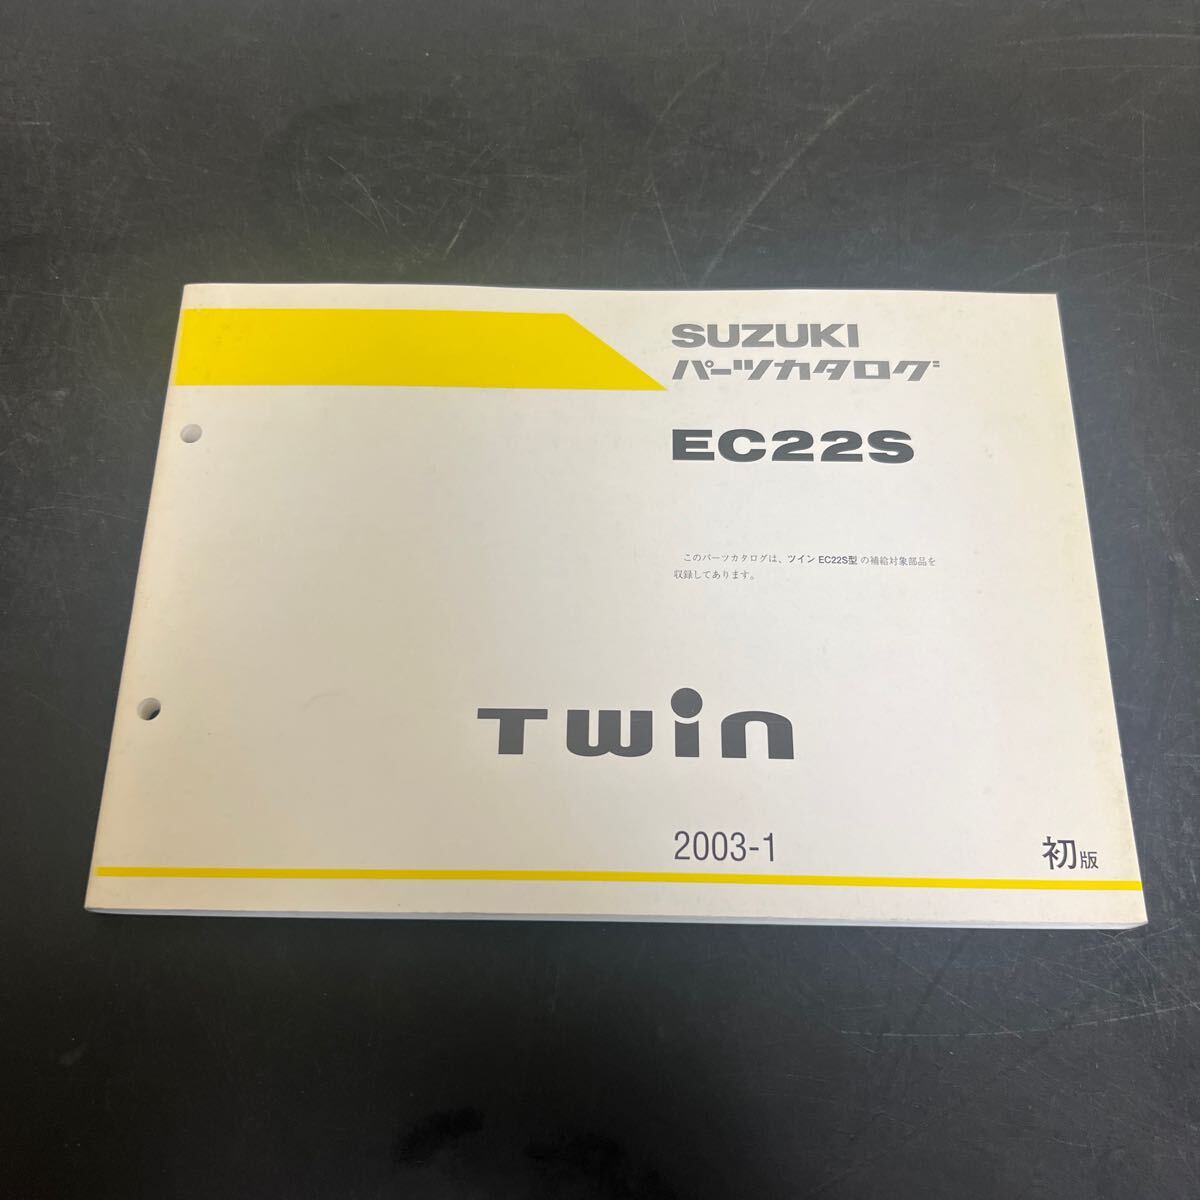 SUZUKI
パーツカタログ
EC22S
このパーツカタログは、ツイン EC22S型 の補給対象部品を
収録してあります。
Twin
2003-1 初版